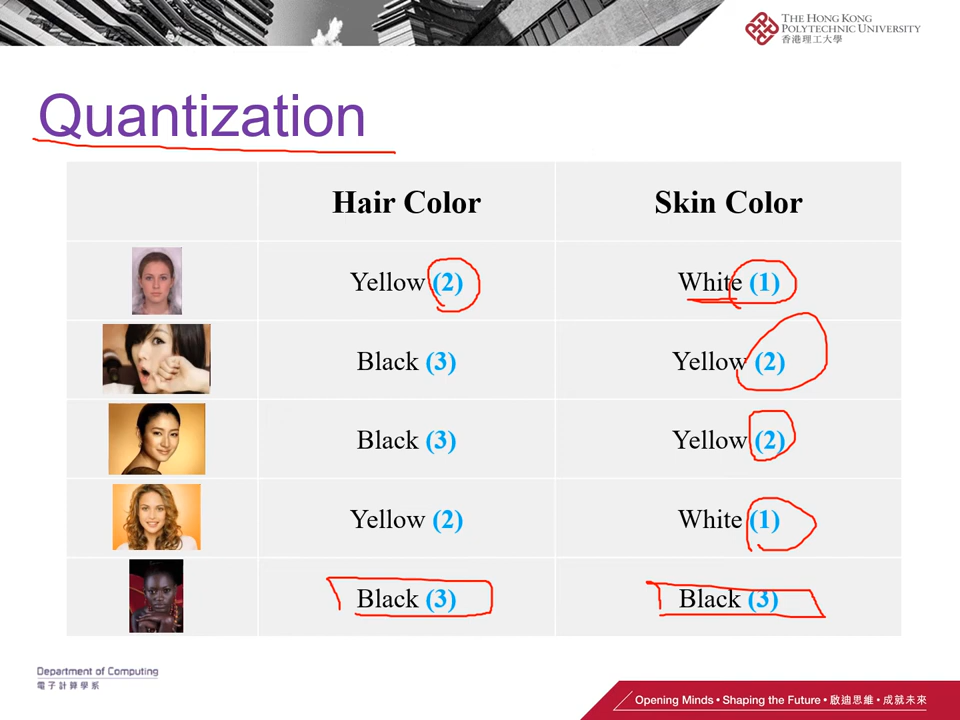 THE HONG KONG
POLYTECHNIC UNIVERSITY
香港理工大學
Quantization
Hair Color Skin Color
Yellow (2) White (1)
Black (3) Yellow (2)
Black (3) Yellow (2)
Yellow (2) White (1)
Black (3) Black (3)
Department of Computing
電子計算學系
Opening Minds • Shaping the Future • 啟迪思維 • 成就未來